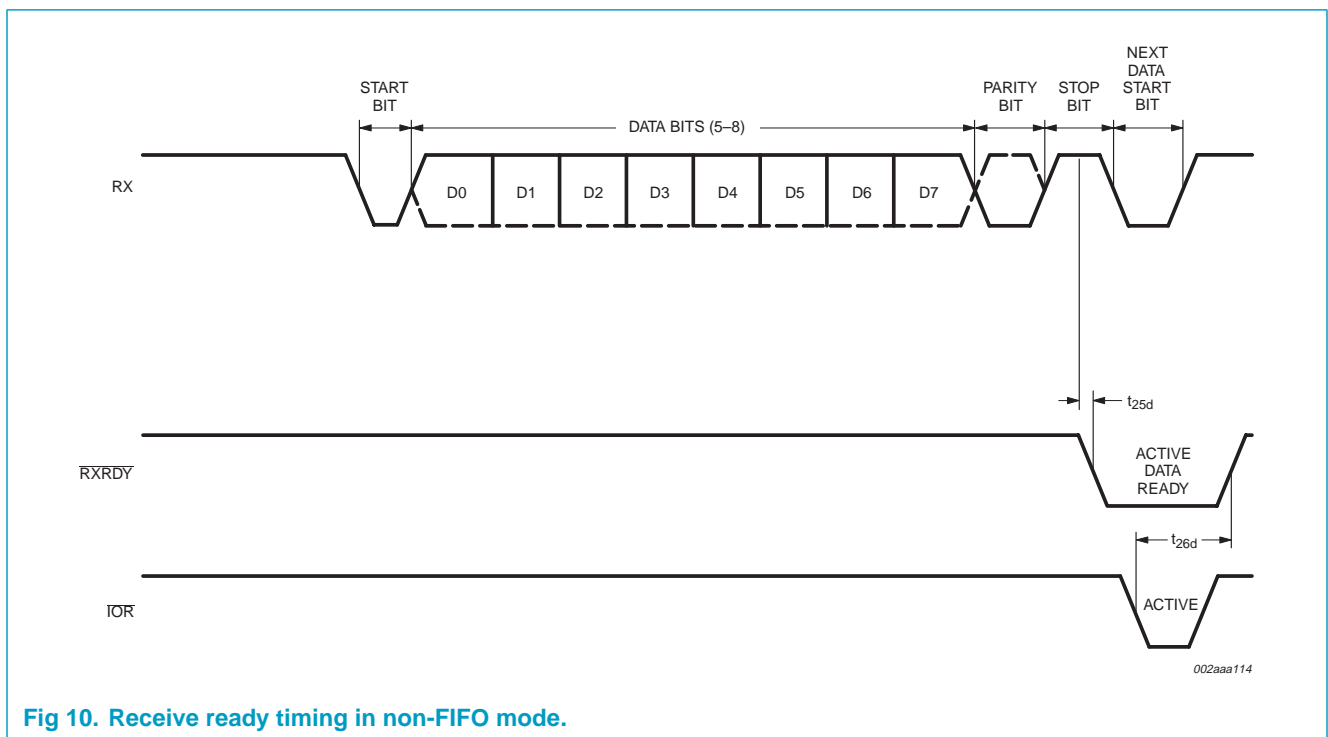 START
BIT
DATA BITS (5–8)
PARITY
BIT
STOP
BIT
NEXT
DATA
START
BIT
RX
D0 D1 D2 D3 D4 D5 D6 D7
t25d
RXRDY
ACTIVE
DATA
READY
t26d
IOR
ACTIVE
002aaa114
Fig 10. Receive ready timing in non-FIFO mode.